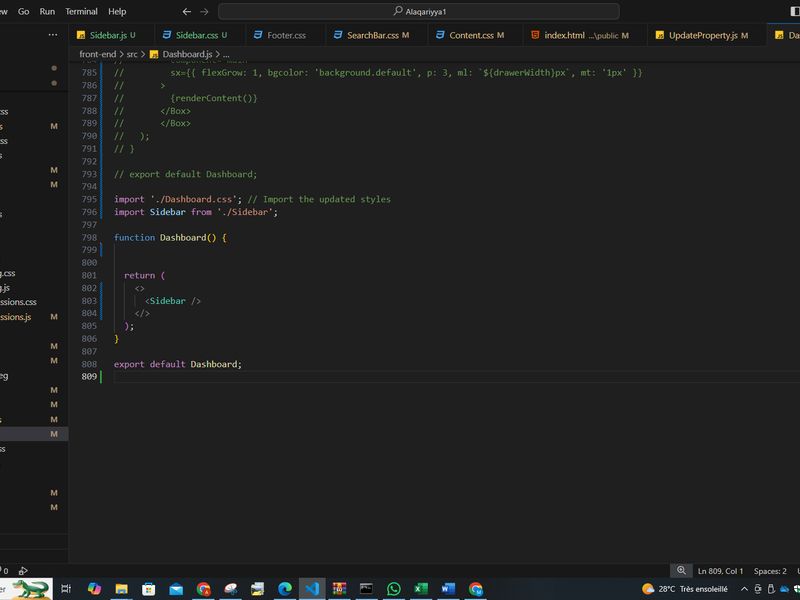 ew Go Run Terminal Help
Alaqariyya1
Sidebar.js U
Sidebar.css U
Footer.css
SearchBar.css M
Content.css M
index.html ...\public M
UpdateProperty.js M
Das
front-end > src > Dashboard.js > ...
785 // sx={{ flexGrow: 1, bgcolor: 'background.default', p: 3, ml: `${drawerWidth}px`, mt: '1px' }}
786 // >
787 // {renderContent()}
788 // </Box>
789 // </Box>
790 // );
791 // }
792
793 // export default Dashboard;
794
795 import './Dashboard.css'; // Import the updated styles
796 import Sidebar from './Sidebar';
797
798 function Dashboard() {
799
800
801 return (
802 <>
803 <Sidebar />
804 </>
805 );
806 }
807
808 export default Dashboard;
809
ss
s M
ss
s
M
M
s
g.css
g.js
ssions.css
ssions.js M
M
M
eg
M
M
s M
M
ss
M
M
0
Ln 809, Col 1 Spaces: 2
er
28°C Très ensoleillé